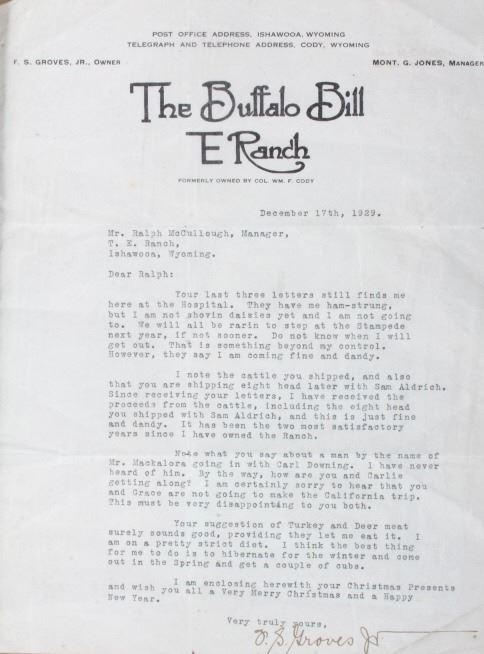 POST OFFICE ADDRESS, ISHAWOOA, WYOMING
TELEGRAPH AND TELEPHONE ADDRESS, CODY, WYOMING
F. S. GROVES, JR., OWNER
MONT. G. JONES, MANAGER
The Buffalo Bill
TE Ranch
FORMERLY OWNED BY COL. WM. F. CODY
December 17th, 1929.
Mr. Ralph McCullough, Manager,
T. E. Ranch,
Ishawooa, Wyoming.
Dear Ralph:
Your last three letters still finds me
here at the Hospital. They have me ham-strung,
but I am not shovin daisies yet and I am not going
to. We will all be rarin to step at the Stampede
next year, if not sooner. Do not know when I will
get out. That is something beyond my control.
However, they say I am coming fine and dandy.
I note the cattle you shipped, and also
that you are shipping eight head later with Sam Aldrich.
Since receiving your letters, I have received the
proceeds from the cattle, including the eight head
you shipped with Sam Aldrich, and this is just fine
and dandy. It has been the two most satisfactory
years since I have owned the Ranch.
Note what you say about a man by the name of
Mr. Mackalora going in with Carl Downing. I have never
heard of him. By the way, how are you and Carlie
getting along? I am certainly sorry to hear that you
and Grace are not going to make the California trip.
This must be very disappointing to you both.
Your suggestion of Turkey and Deer meat
surely sounds good, providing they let me eat it. I
am on a pretty strict diet. I think the best thing
for me to do is to hibernate for the winter and come
out in the Spring and get a couple of cubs.
I am enclosing herewith your Christmas Presents
and wish you all a Very Merry Christmas and a Happy
New Year.
Very truly yours,
F. S. Groves Jr